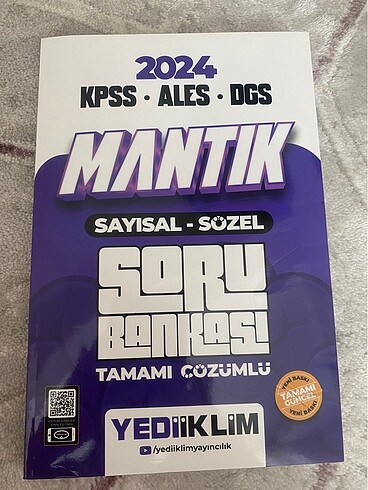 2024
KPSS • ALES • DGS
MANTIK
SAYISAL - SÖZEL
SORU
BANKASI
TAMAMI ÇÖZÜMLÜ
YENİ BASKI
TAMAMI
GÜNCEL
YENİ BASKI
YEDİİKLİM
/yediiklimyayıncılık